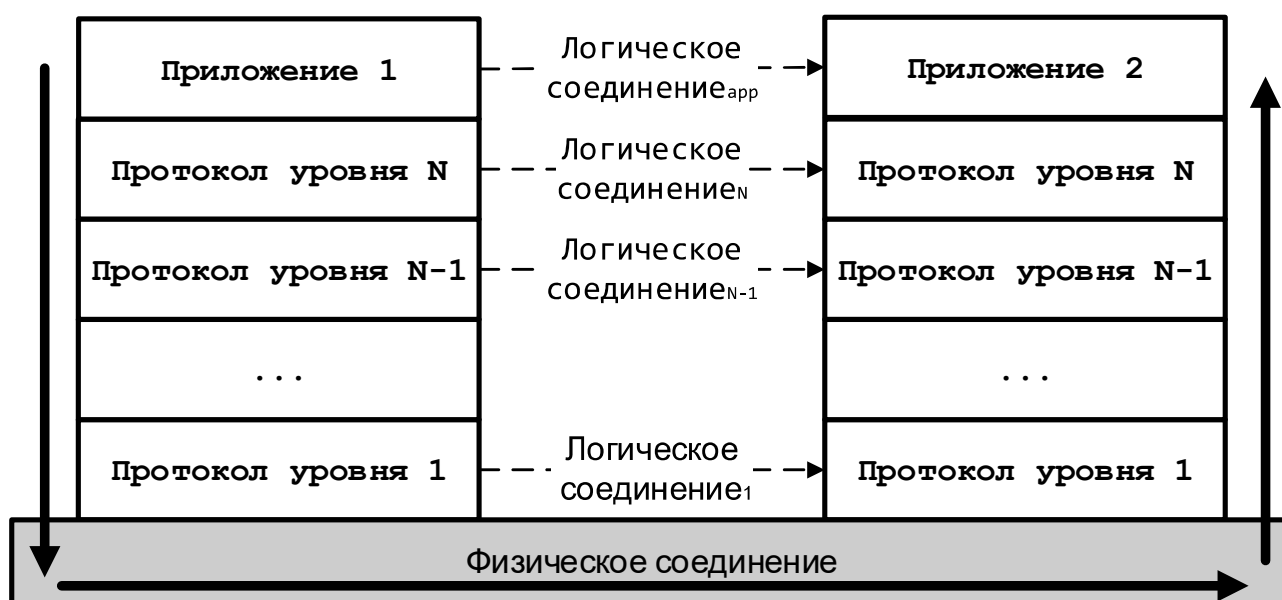 Приложение 1
Логическое
соединениеapp
Приложение 2
Протокол уровня N
Логическое
соединениеN
Протокол уровня N
Протокол уровня N-1
Логическое
соединениеN-1
Протокол уровня N-1
...
...
Протокол уровня 1
Логическое
соединение1
Протокол уровня 1
Физическое соединение